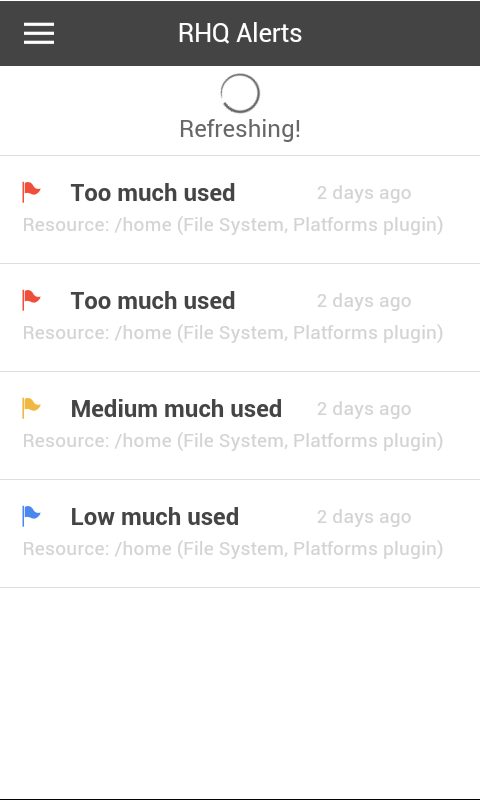 RHQ Alerts
Refreshing!
Too much used 2 days ago
Resource: /home (File System, Platforms plugin)
Too much used 2 days ago
Resource: /home (File System, Platforms plugin)
Medium much used 2 days ago
Resource: /home (File System, Platforms plugin)
Low much used 2 days ago
Resource: /home (File System, Platforms plugin)